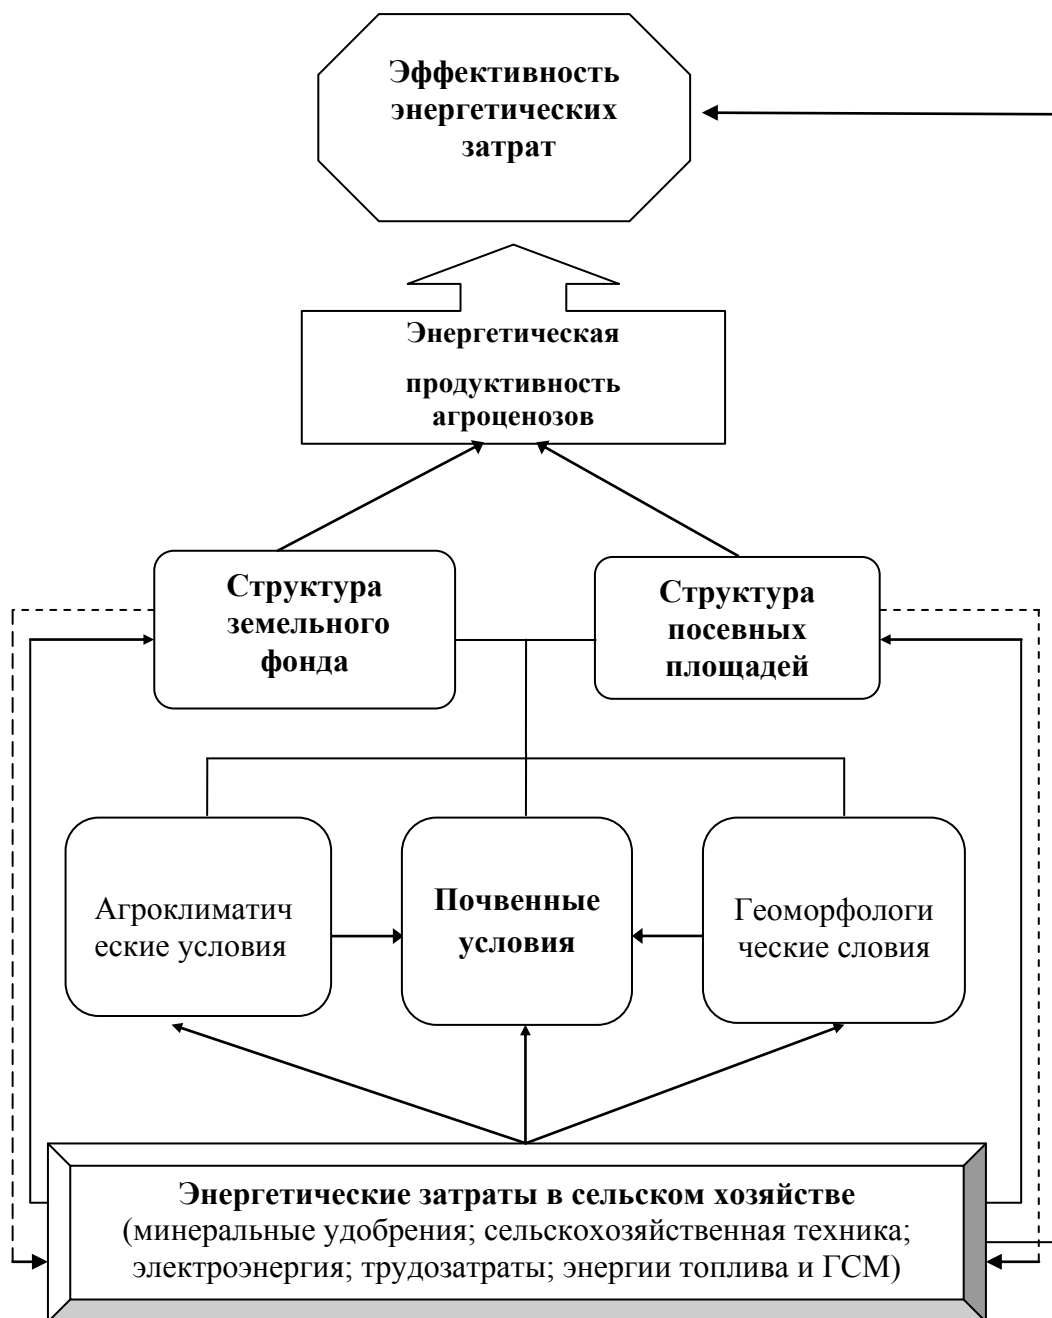 Эффективность
энергетических
затрат
Энергетическая
продуктивность
агроценозов
Структура
земельного
фонда
Структура
посевных
площадей
Агроклиматич
еские условия
Почвенные
условия
Геоморфологи
ческие словия
Энергетические затраты в сельском хозяйстве
(минеральные удобрения; сельскохозяйственная техника;
электроэнергия; трудозатраты; энергии топлива и ГСМ)